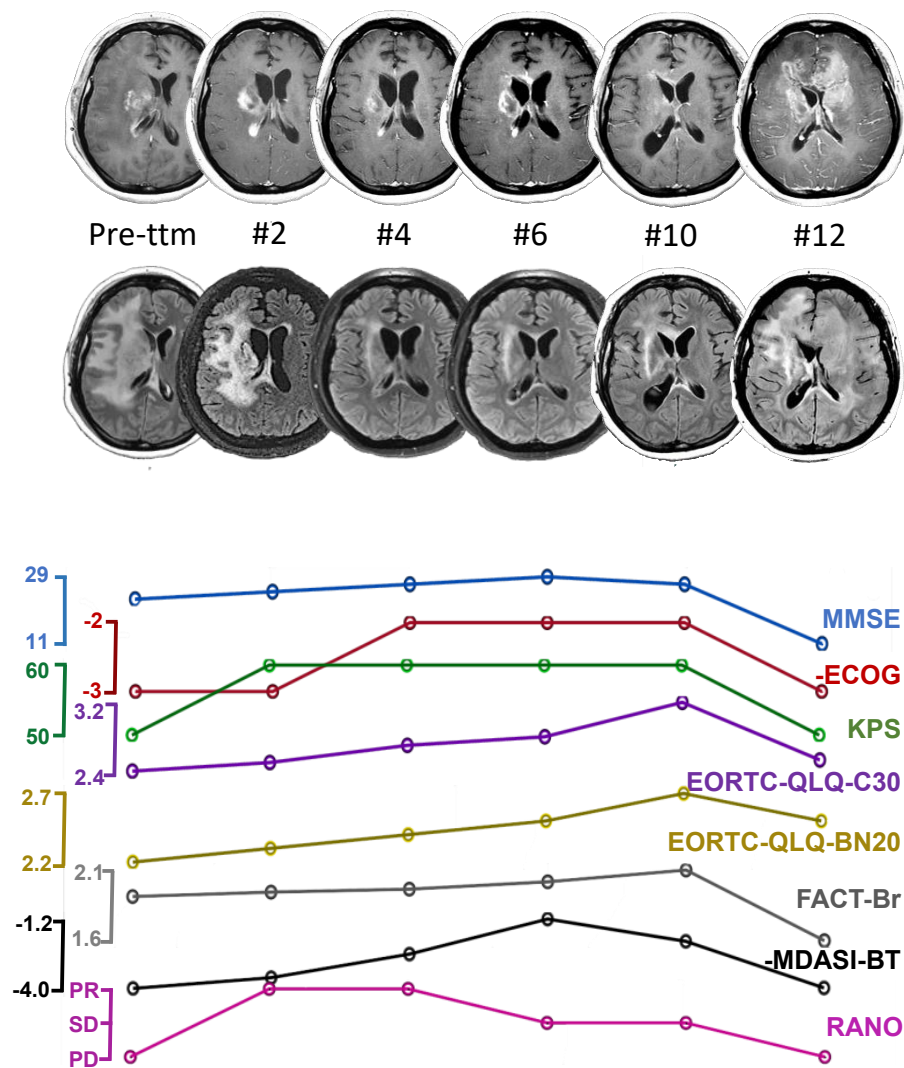 Pre-ttm #2 #4 #6 #10 #12
29
11
MMSE
-2
-3
-ECOG
60
50
KPS
3.2
2.4
EORTC-QLQ-C30
2.7
2.2
EORTC-QLQ-BN20
2.1
1.6
FACT-Br
-1.2
-4.0
-MDASI-BT
PR
SD
PD
RANO